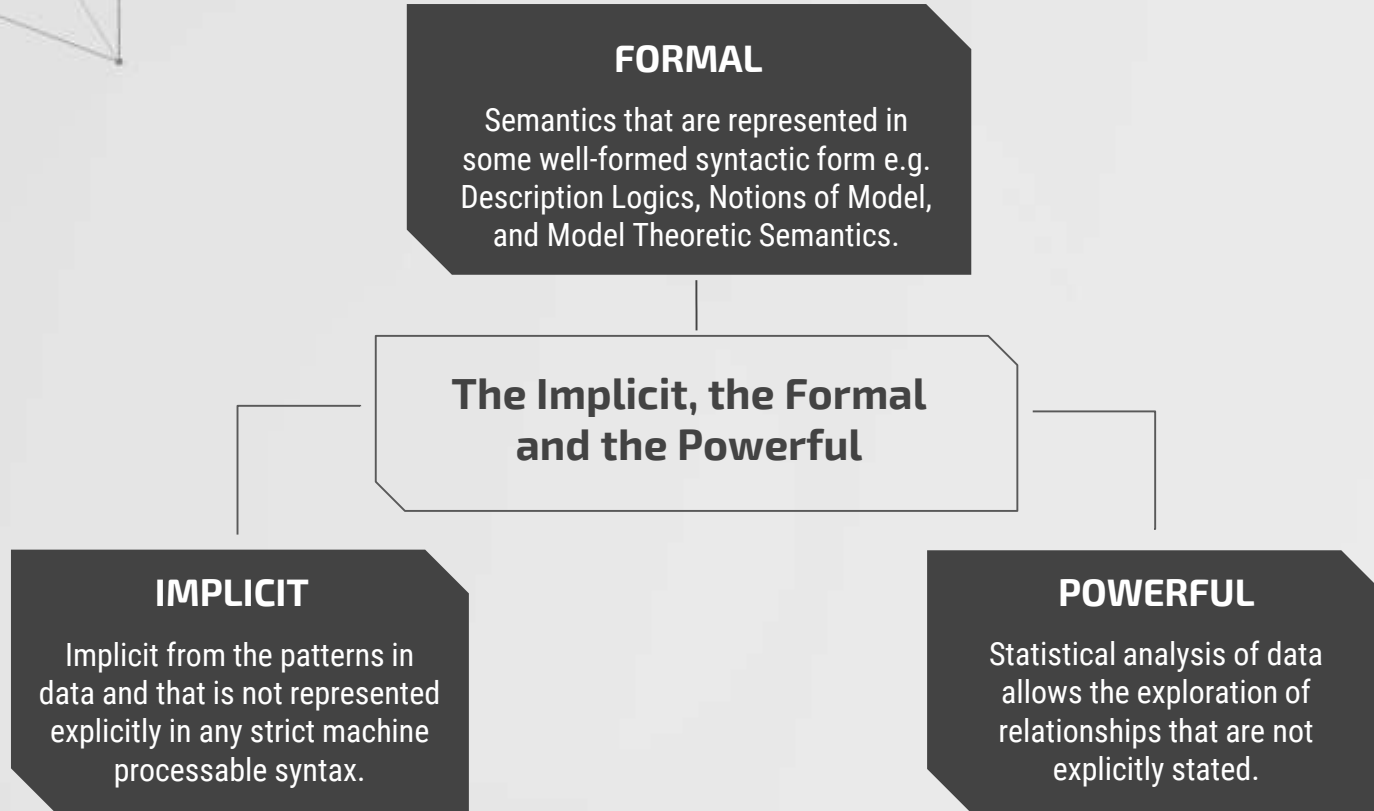 FORMAL
Semantics that are represented in
some well-formed syntactic form e.g.
Description Logics, Notions of Model,
and Model Theoretic Semantics.
The Implicit, the Formal
and the Powerful
IMPLICIT
Implicit from the patterns in
data and that is not represented
explicitly in any strict machine
processable syntax.
POWERFUL
Statistical analysis of data
allows the exploration of
relationships that are not
explicitly stated.